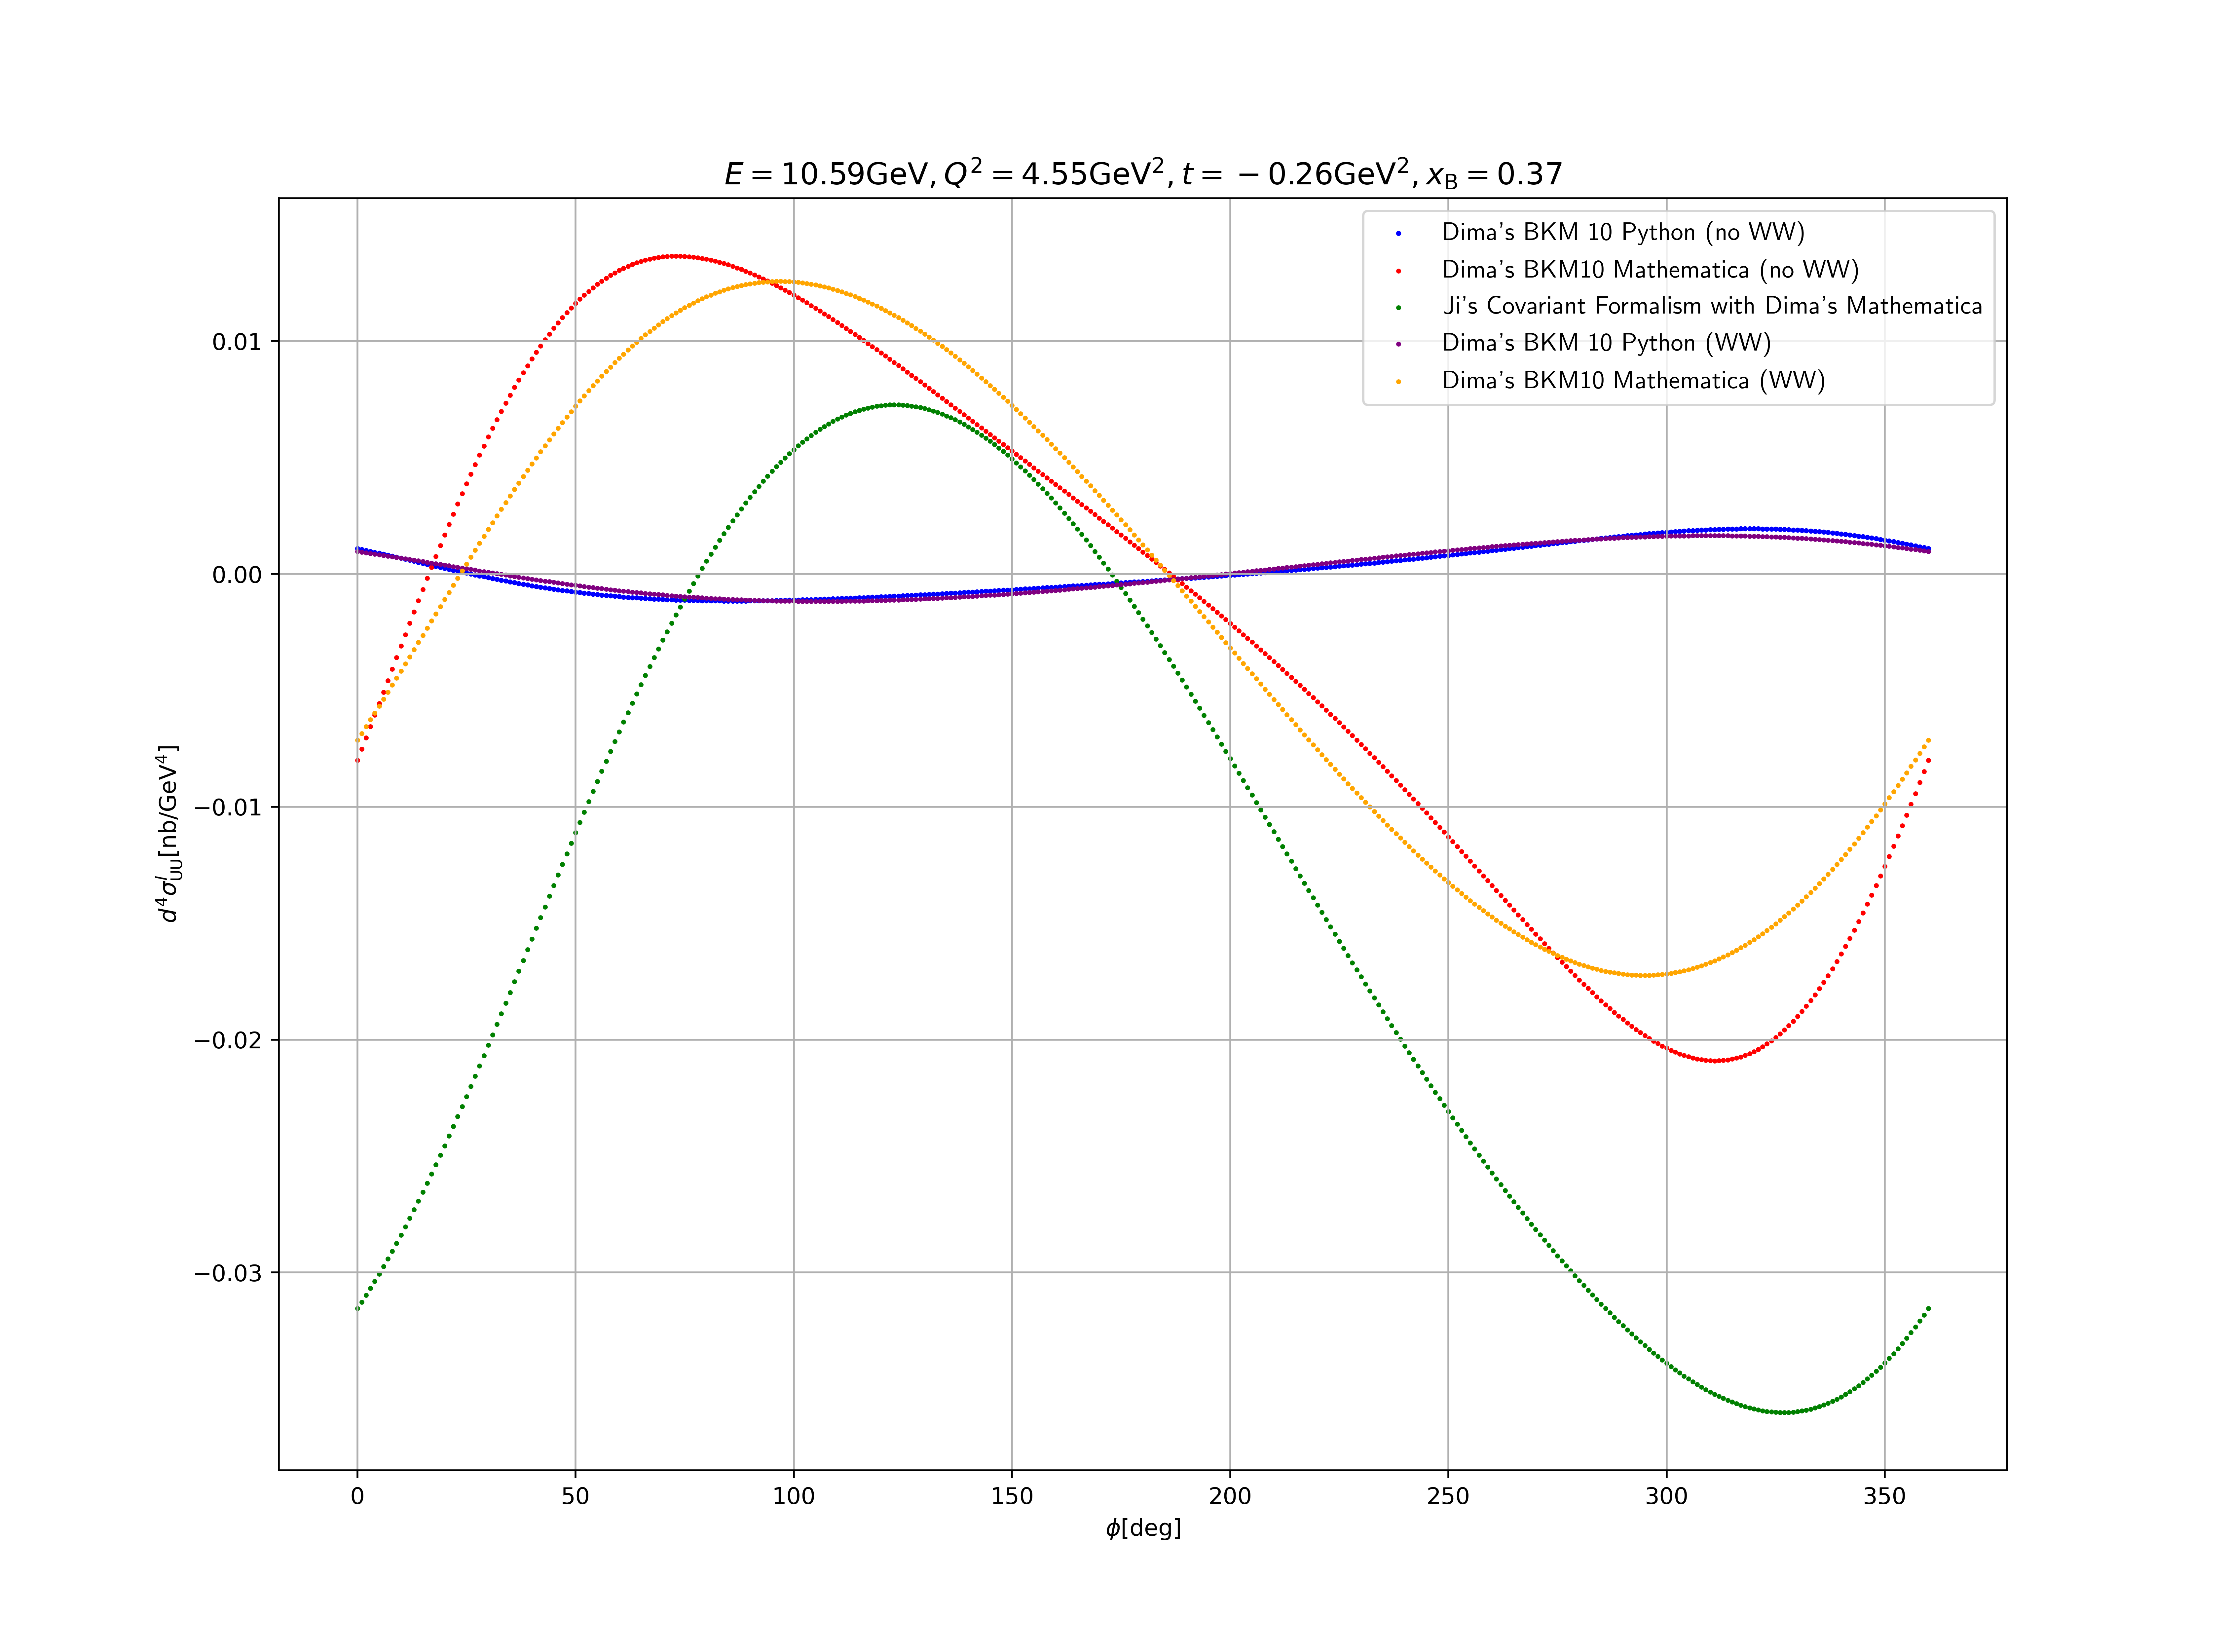 E = 10.59GeV, Q² = 4.55GeV², t = −0.26GeV², x_B = 0.37
Dima's BKM 10 Python (no WW)
Dima's BKM10 Mathematica (no WW)
Ji's Covariant Formalism with Dima's Mathematica
Dima's BKM 10 Python (WW)
Dima's BKM10 Mathematica (WW)
d⁴σ^I_UU[nb/GeV⁴]
0.01
0.00
−0.01
−0.02
−0.03
0 50 100 150 200 250 300 350
ϕ[deg]